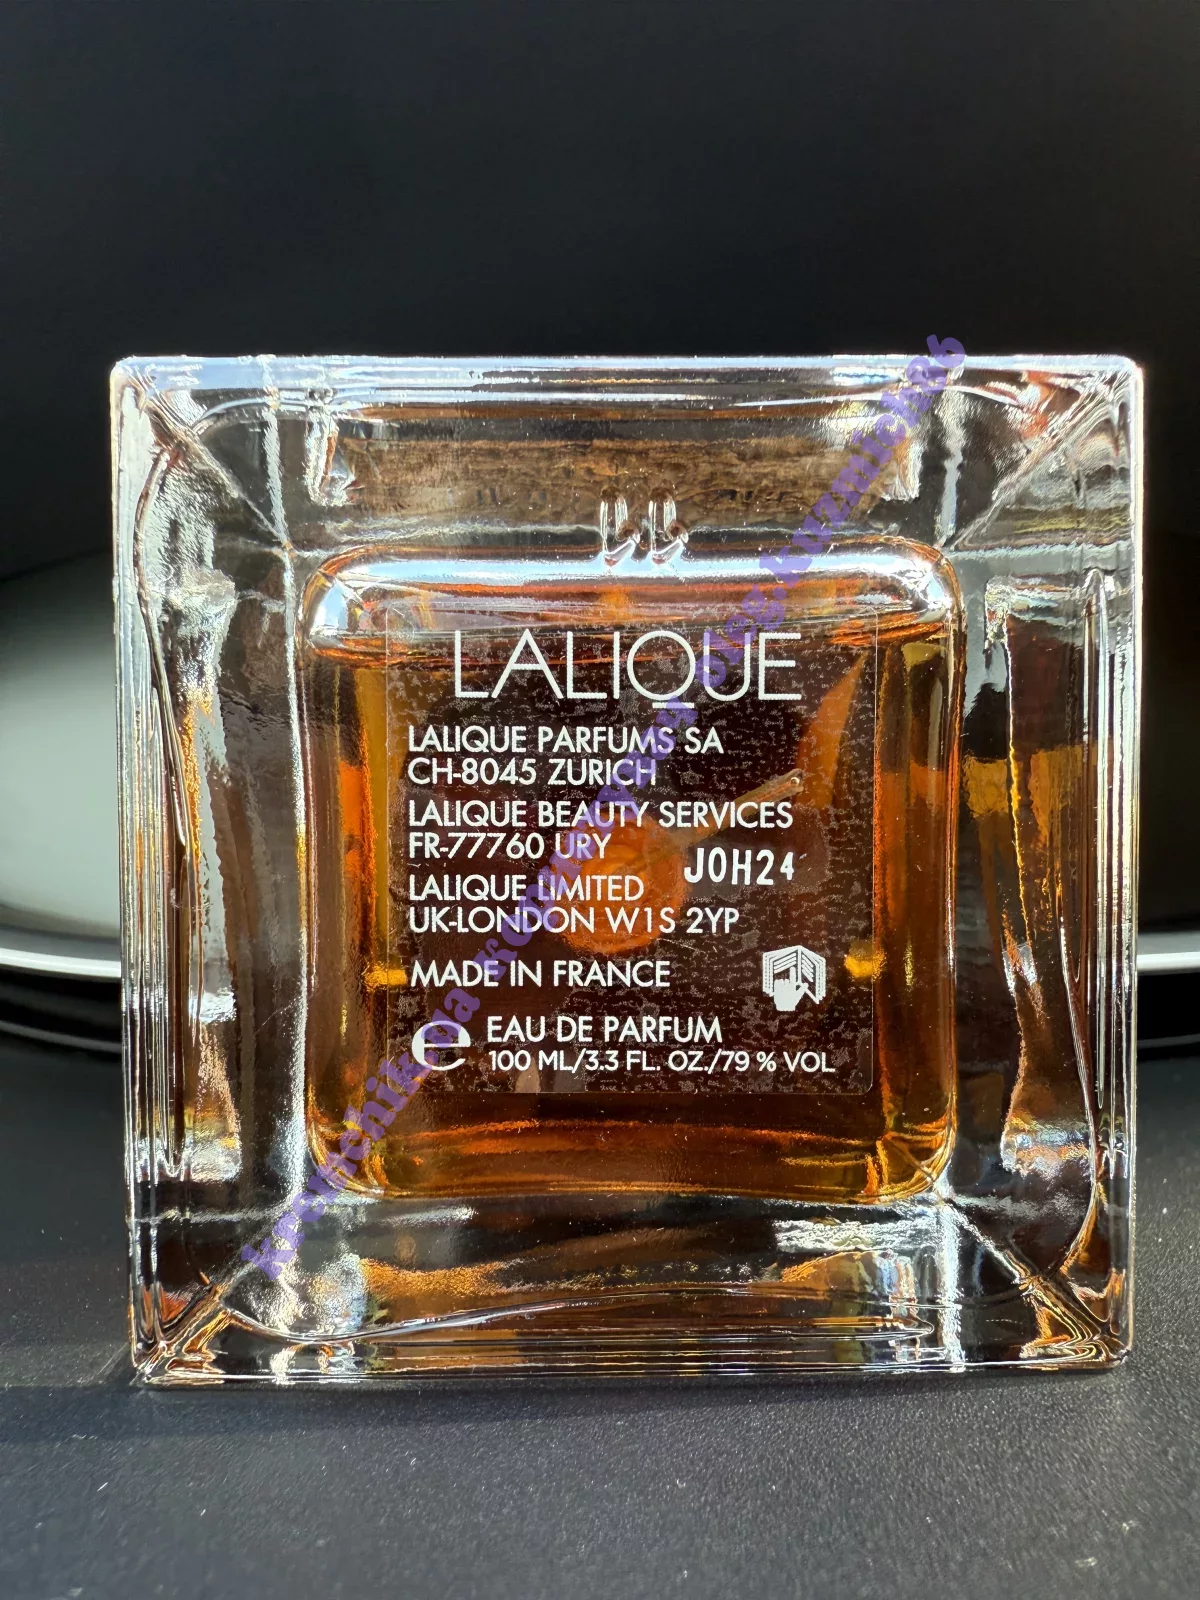 LALIQUE
LALIQUE PARFUMS SA
CH-8045 ZURICH
LALIQUE BEAUTY SERVICES
FR-77760 URY
J0H24
LALIQUE LIMITED
UK-LONDON W1S 2YP
MADE IN FRANCE
e EAU DE PARFUM
100 ML/3.3 FL. OZ./79 % VOL